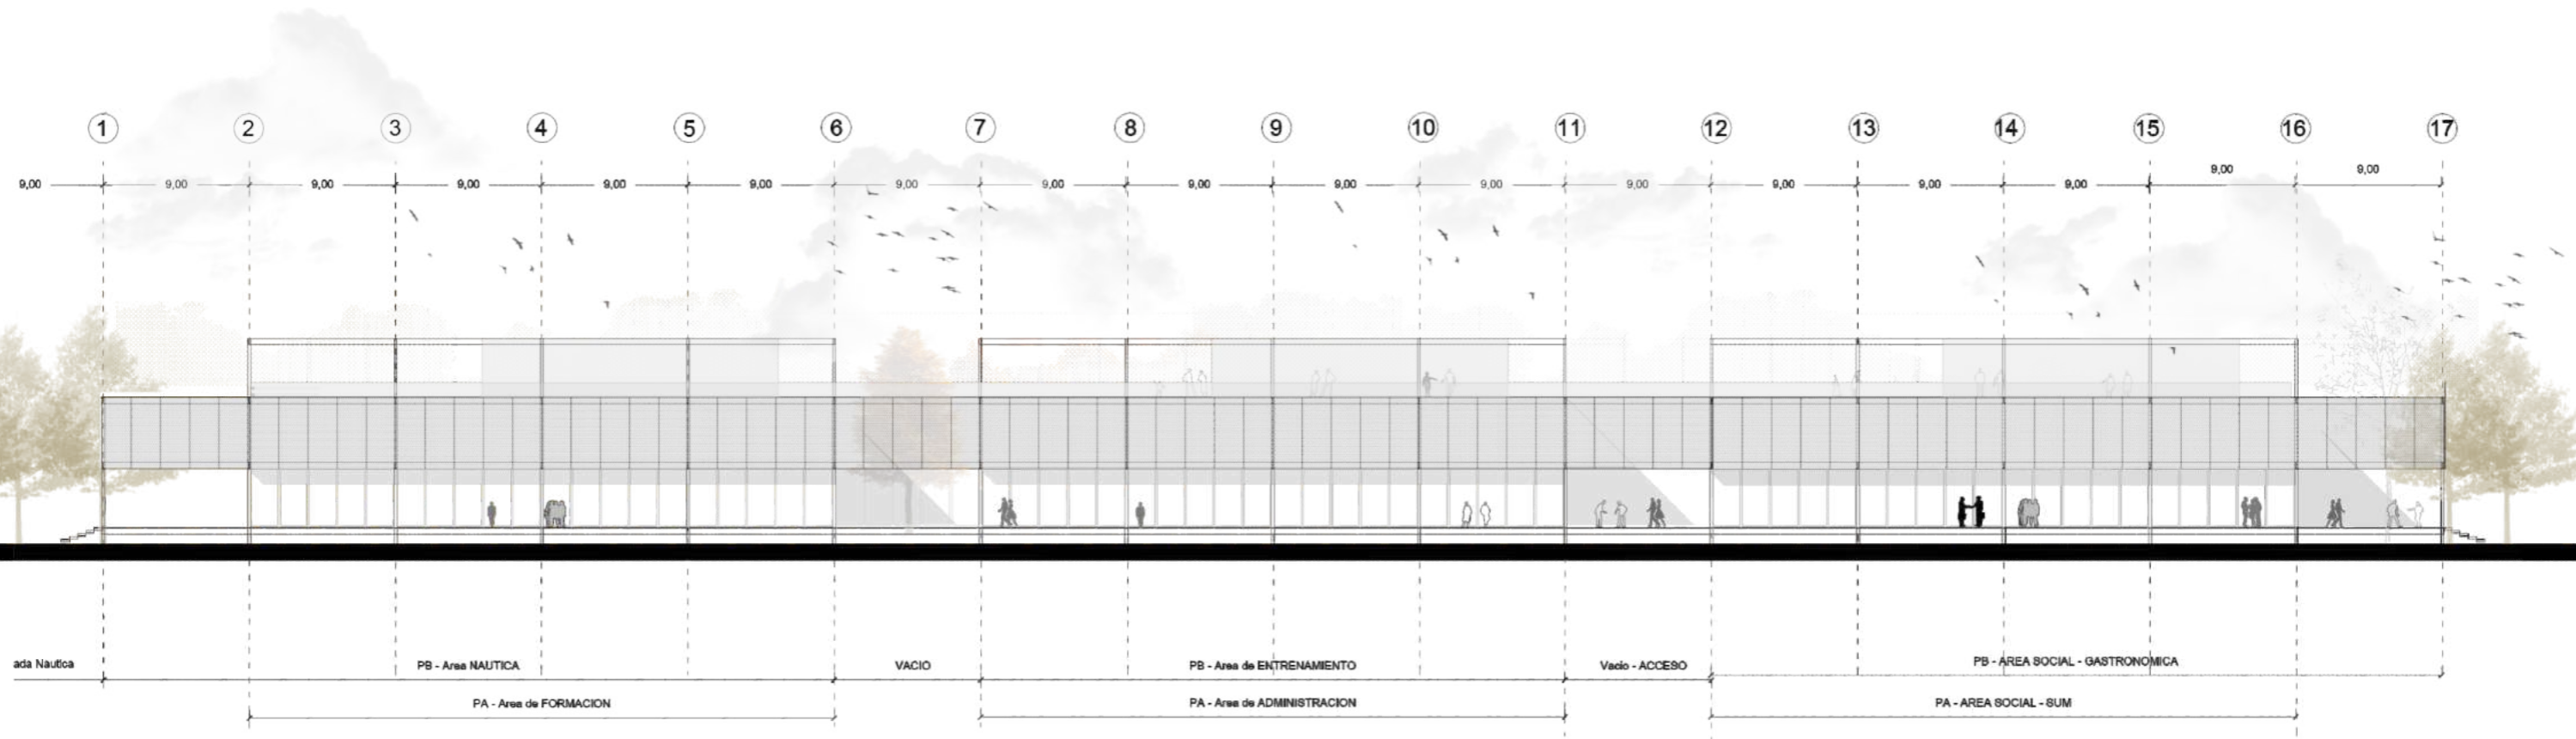 1 2 3 4 5 6 7 8 9 10 11 12 13 14 15 16 17
9,00 9,00 9,00 9,00 9,00 9,00 9,00 9,00 9,00 9,00 9,00 9,00 9,00 9,00 9,00 9,00 9,00
ada Nautica PB - Area NAUTICA VACIO PB - Area de ENTRENAMIENTO Vacio - ACCESO PB - AREA SOCIAL - GASTRONOMICA
PA - Area de FORMACION PA - Area de ADMINISTRACION PA - AREA SOCIAL - SUM